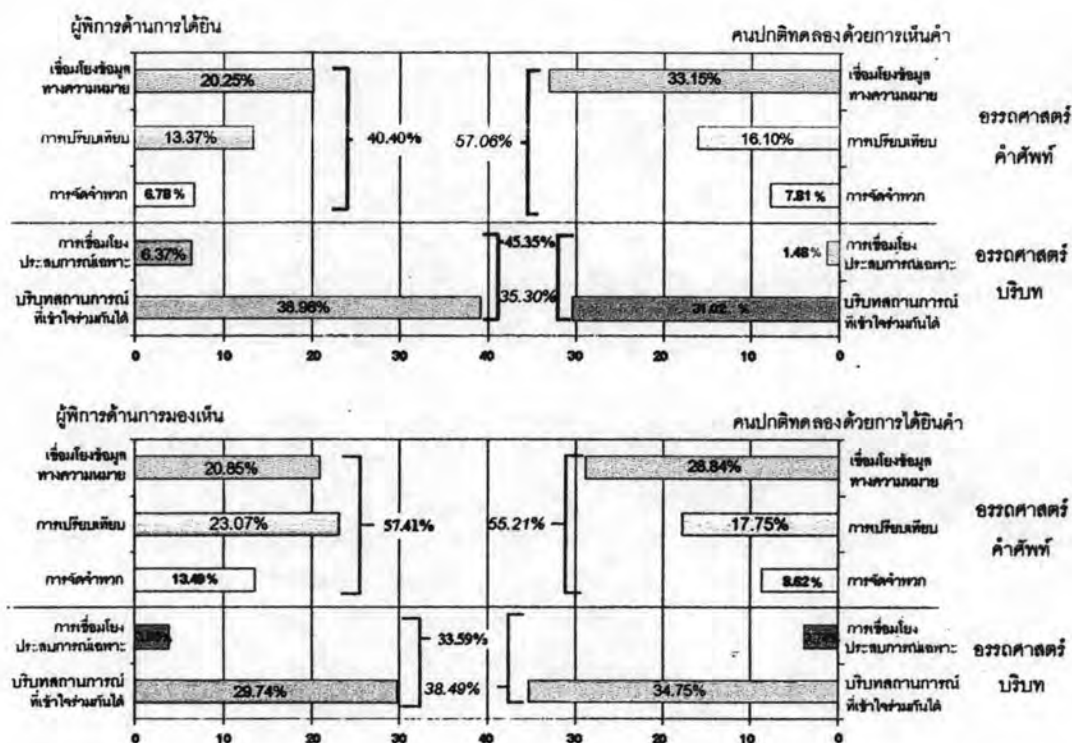 ผู้พิการด้านการได้ยิน
คนปกติทดลองด้วยการเห็นคำ
เชื่อมโยงข้อมูล
ทางความหมาย
20.25%
33.15%
เชื่อมโยงข้อมูล
ทางความหมาย
การเปรียบเทียบ
13.37%
40.40%
57.06%
16.10%
การเปรียบเทียบ
อรรถศาสตร์
คำศัพท์
การจัดจำพวก
6.78 %
7.81 %
การจัดจำพวก
การเชื่อมโยง
ประสบการณ์เฉพาะ
6.37%
45.35%
1.48 %
การเชื่อมโยง
ประสบการณ์เฉพาะ
อรรถศาสตร์
บริบท
บริบทสถานการณ์
ที่เข้าใจร่วมกันได้
38.98%
35.30%
%
บริบทสถานการณ์
ที่เข้าใจร่วมกันได้
0 10 20 30 40 30 20 10 0
ผู้พิการด้านการมองเห็น
คนปกติทดลองด้วยการได้ยินคำ
เชื่อมโยงข้อมูล
ทางความหมาย
20.85%
28.84%
เชื่อมโยงข้อมูล
ทางความหมาย
การเปรียบเทียบ
23.07%
57.41%
55.21%
17.75%
การเปรียบเทียบ
อรรถศาสตร์
คำศัพท์
การจัดจำพวก
13.49%
8.62%
การจัดจำพวก
การเชื่อมโยง
ประสบการณ์เฉพาะ
33.59%
การเชื่อมโยง
ประสบการณ์เฉพาะ
อรรถศาสตร์
บริบท
บริบทสถานการณ์
ที่เข้าใจร่วมกันได้
29.74%
38.49%
34.75%
บริบทสถานการณ์
ที่เข้าใจร่วมกันได้
0 10 20 30 40 30 20 10 0